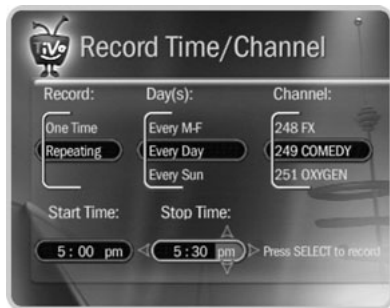 TiVo
Record Time/Channel
Record: Day(s): Channel:
One Time Every M-F 248 FX
Repeating Every Day 249 COMEDY
Every Sun 251 OXYGEN
Start Time: Stop Time:
5:00 pm 5:30 pm Press SELECT to record